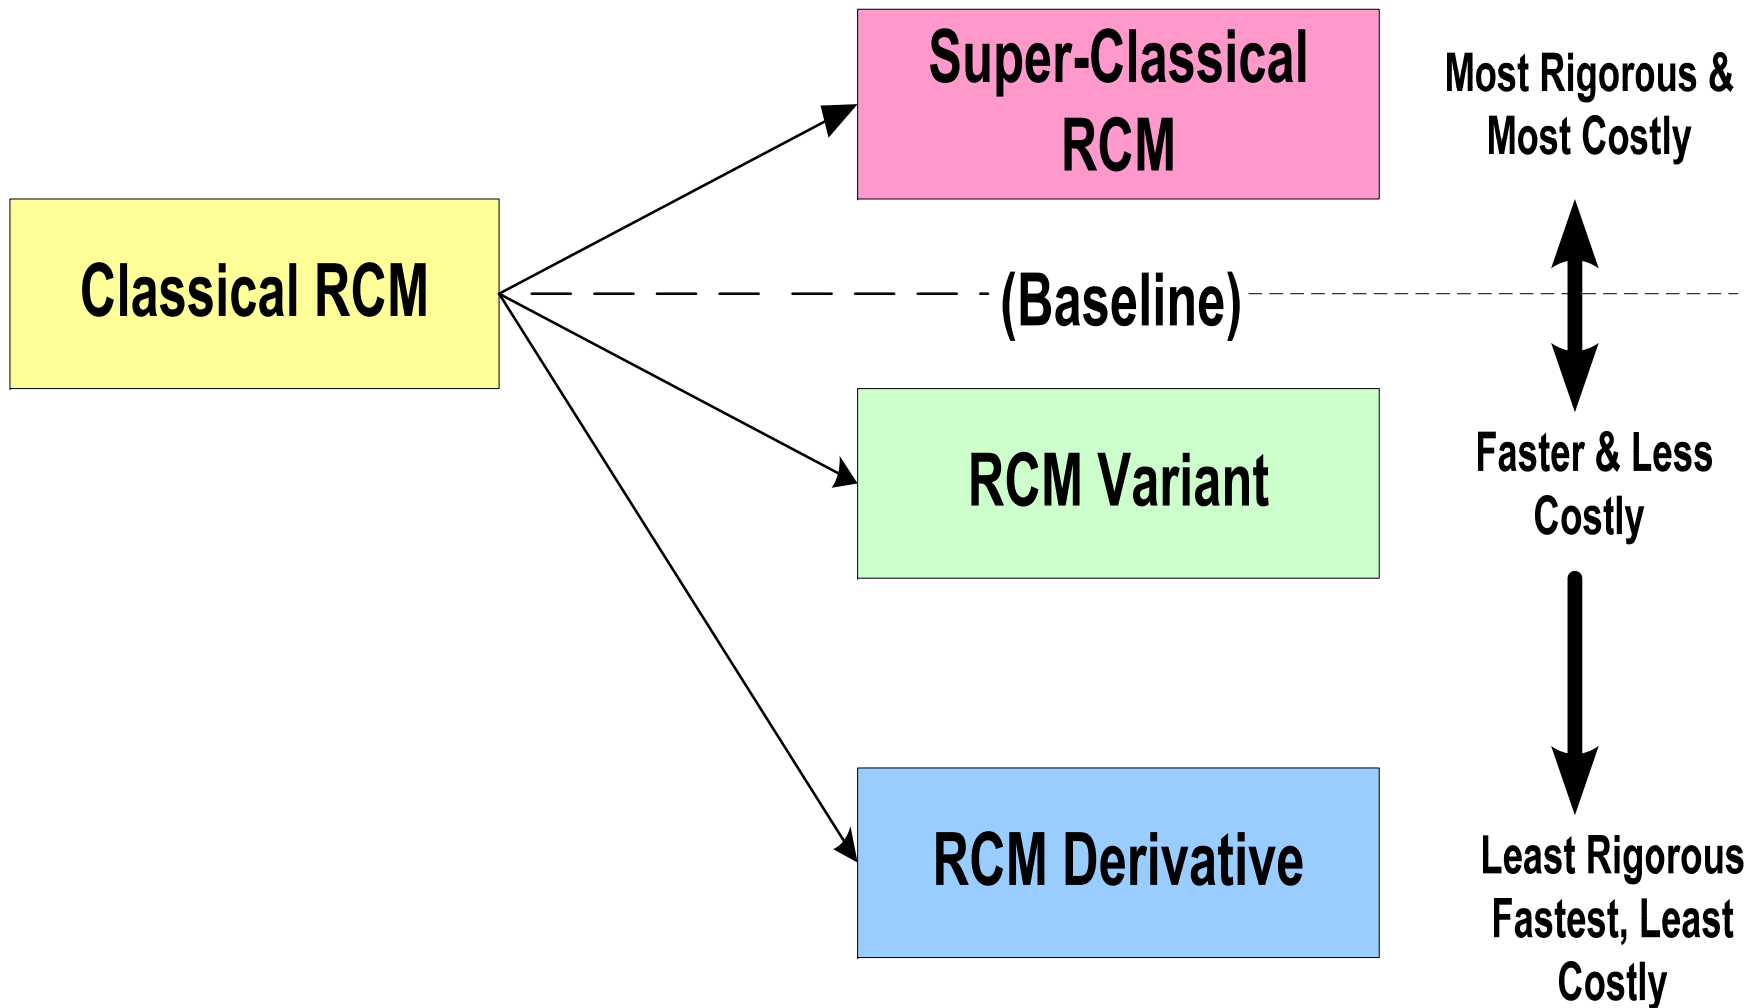 Super-Classical
RCM
Most Rigorous &
Most Costly
Classical RCM
(Baseline)
RCM Variant
Faster & Less
Costly
RCM Derivative
Least Rigorous
Fastest, Least
Costly